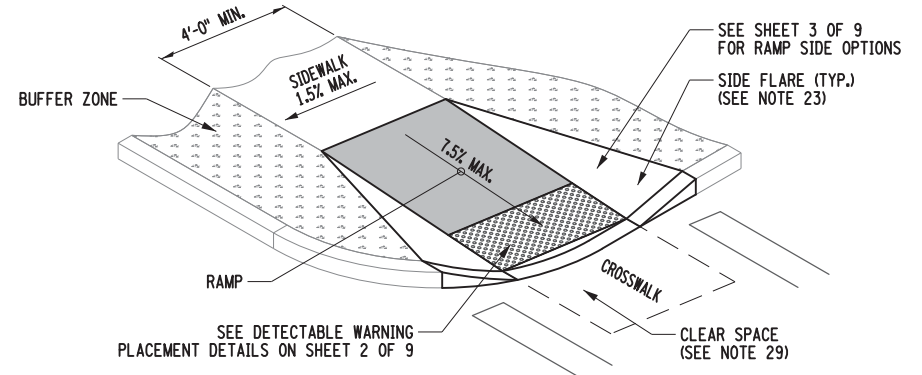 4'-0" MIN.
SEE SHEET 3 OF 9
FOR RAMP SIDE OPTIONS
SIDEWALK
1.5% MAX.
SIDE FLARE (TYP.)
(SEE NOTE 23)
BUFFER ZONE
7.5% MAX.
RAMP
CROSSWALK
SEE DETECTABLE WARNING
PLACEMENT DETAILS ON SHEET 2 OF 9
CLEAR SPACE
(SEE NOTE 29)